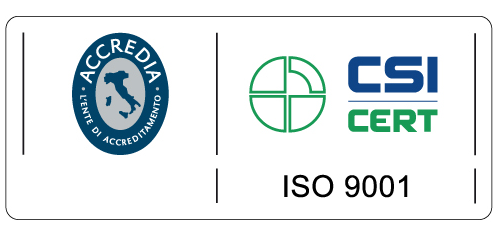 ACCREDIA
L'ENTE DI ACCREDITAMENTO
CSI
CERT
ISO 9001